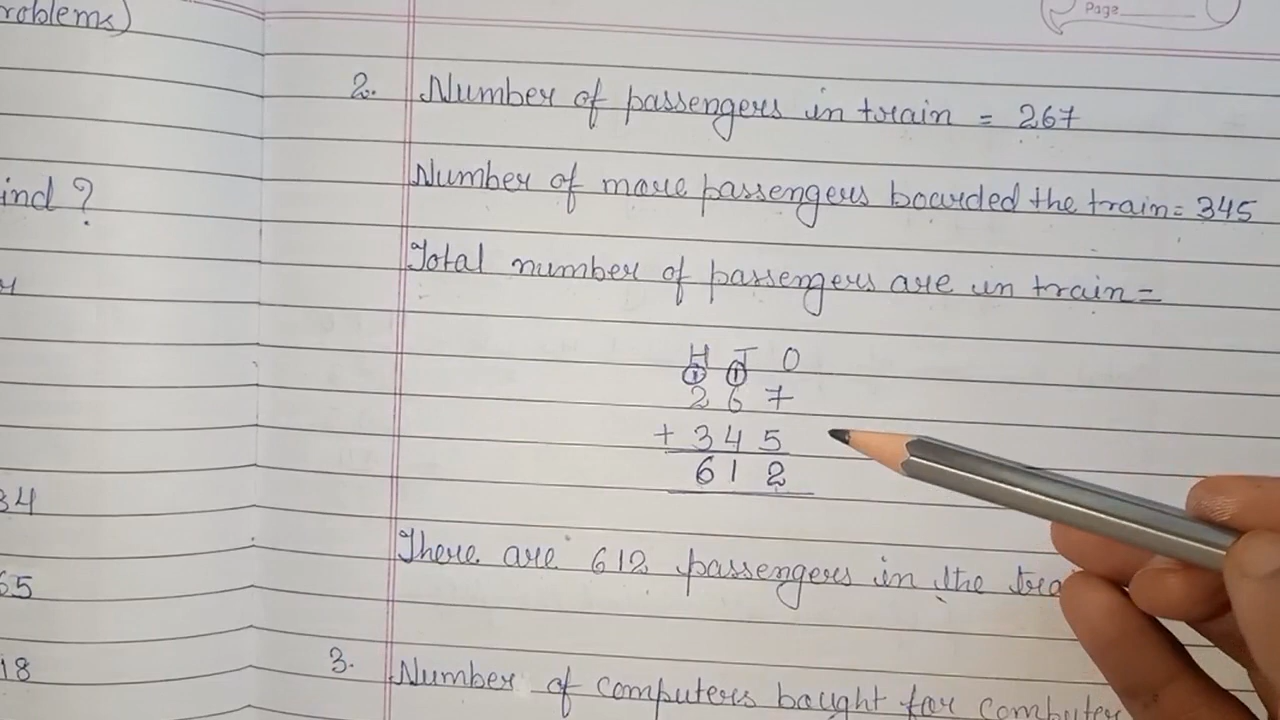 roblems)
ind ?
34
65
18
Page
2. Number of passengers in train = 267
Number of more passengers boarded the train = 345
Total number of passengers are in train =
H T O
1 1
2 6 7
+ 3 4 5
6 1 2
There are 612 passengers in the
3. Number of computers bought for computer